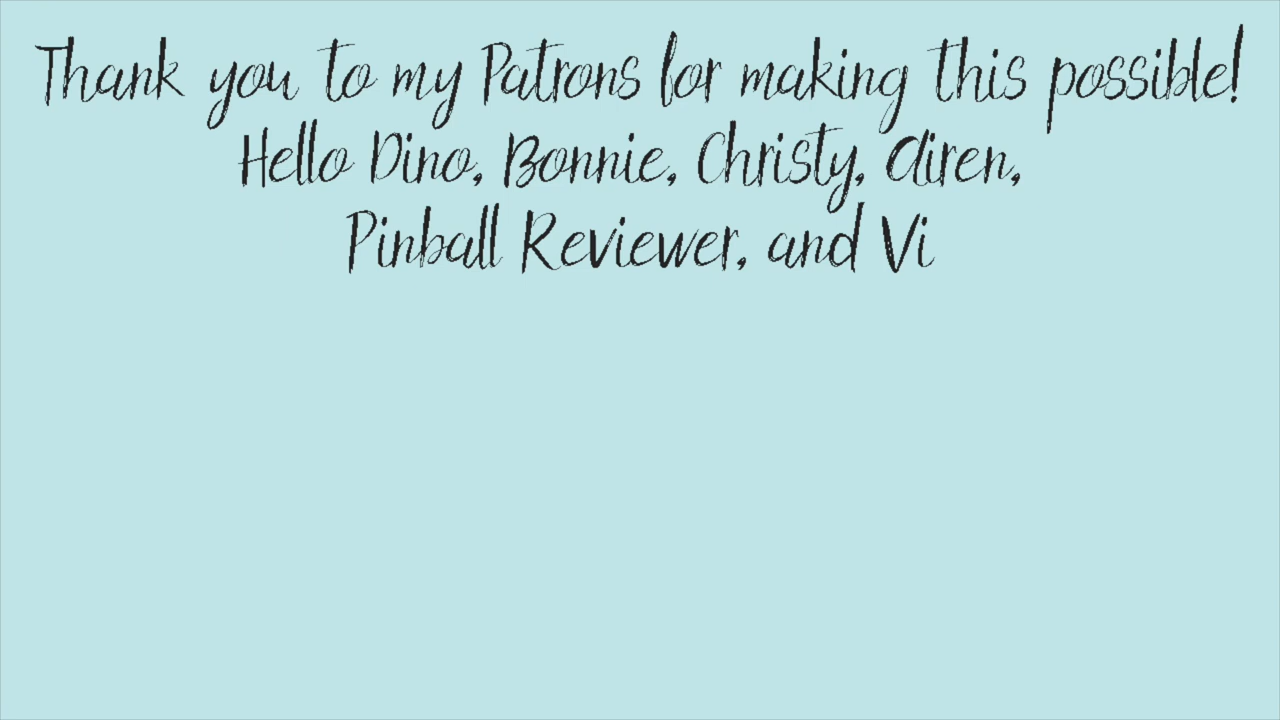 Thank you to my Patrons for making this possible!
Hello Dino, Bonnie, Christy, Airen,
Pinball Reviewer, and Vi